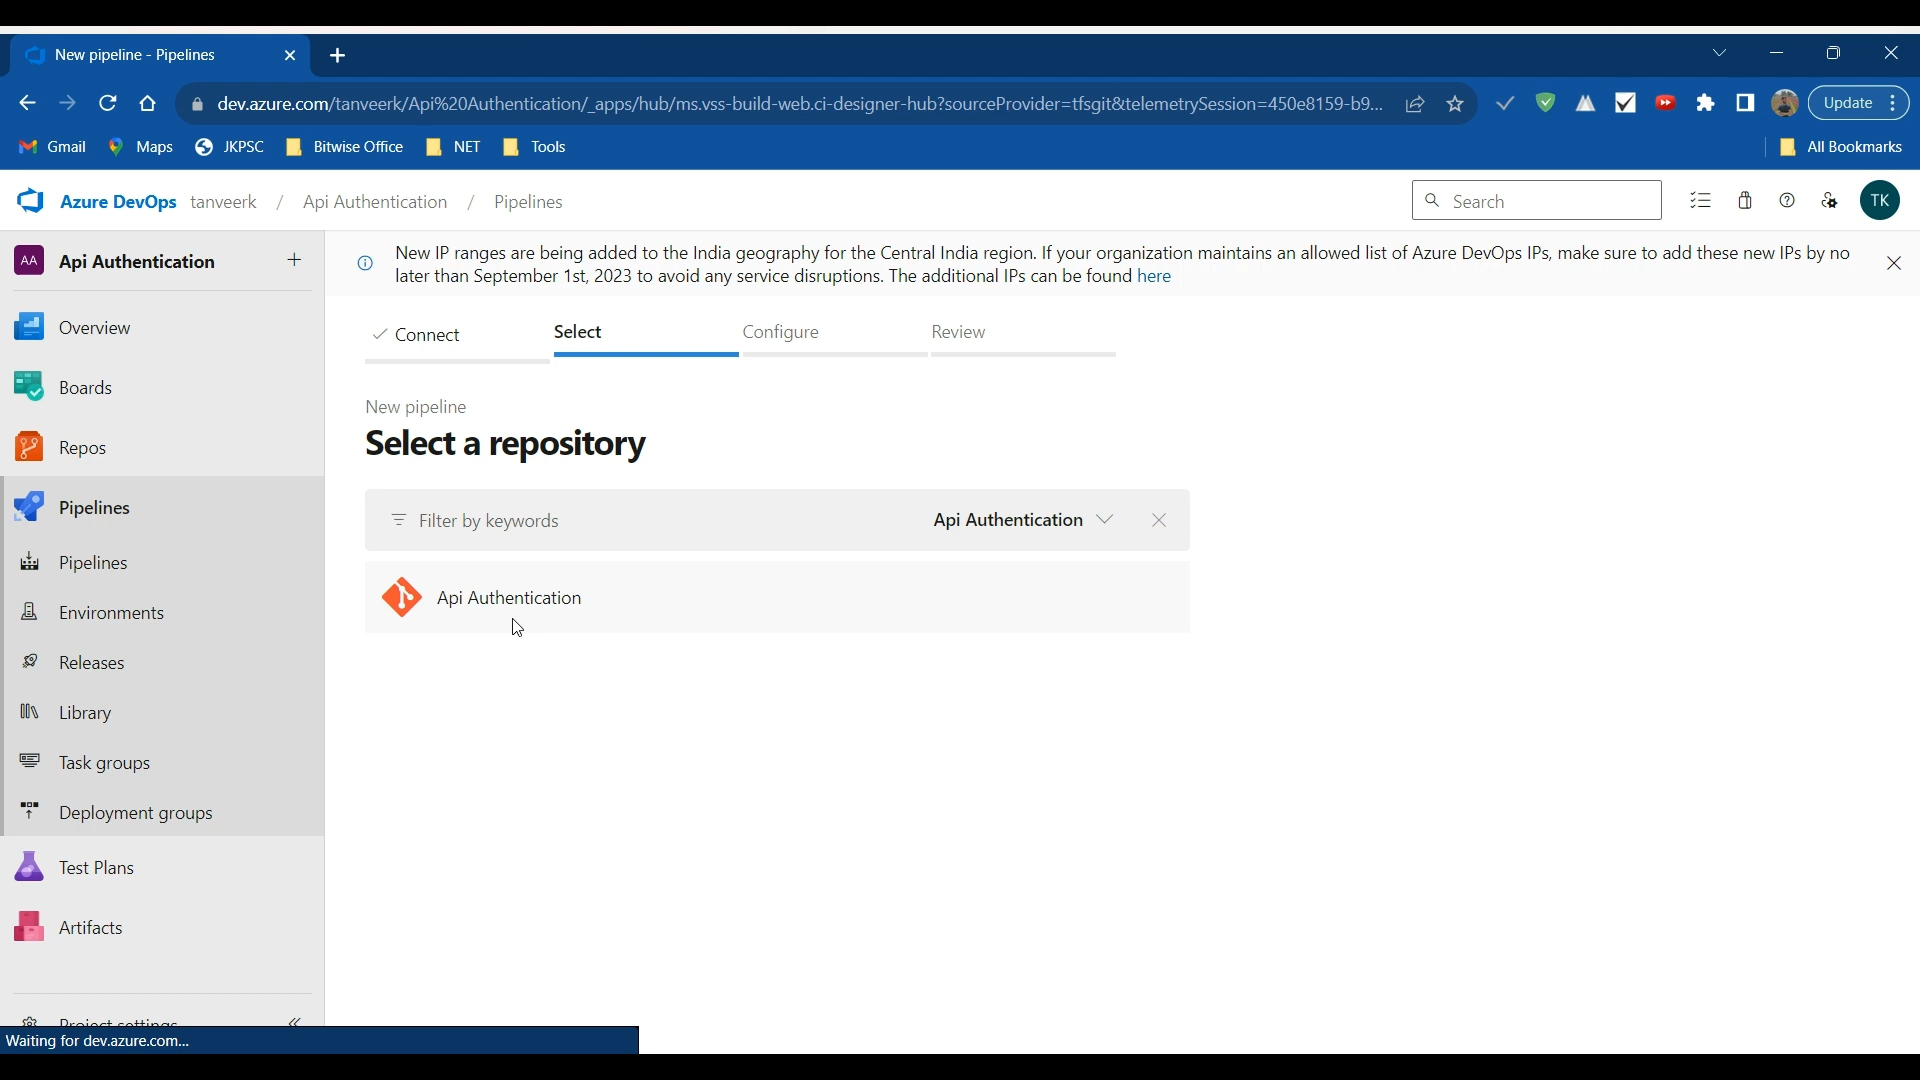 New pipeline - Pipelines
dev.azure.com/tanveerk/Api%20Authentication/_apps/hub/ms.vss-build-web.ci-designer-hub?sourceProvider=tfsgit&telemetrySession=450e8159-b9...
Update
Gmail
Maps
JKPSC
Bitwise Office
NET
Tools
All Bookmarks
Azure DevOps tanveerk / Api Authentication / Pipelines
Search
TK
AA Api Authentication +
New IP ranges are being added to the India geography for the Central India region. If your organization maintains an allowed list of Azure DevOps IPs, make sure to add these new IPs by no
later than September 1st, 2023 to avoid any service disruptions. The additional IPs can be found here
Overview
Boards
Repos
Pipelines
Pipelines
Environments
Releases
Library
Task groups
Deployment groups
Test Plans
Artifacts
Project settings
Connect
Select
Configure
Review
New pipeline
Select a repository
Filter by keywords
Api Authentication
Api Authentication
Waiting for dev.azure.com...